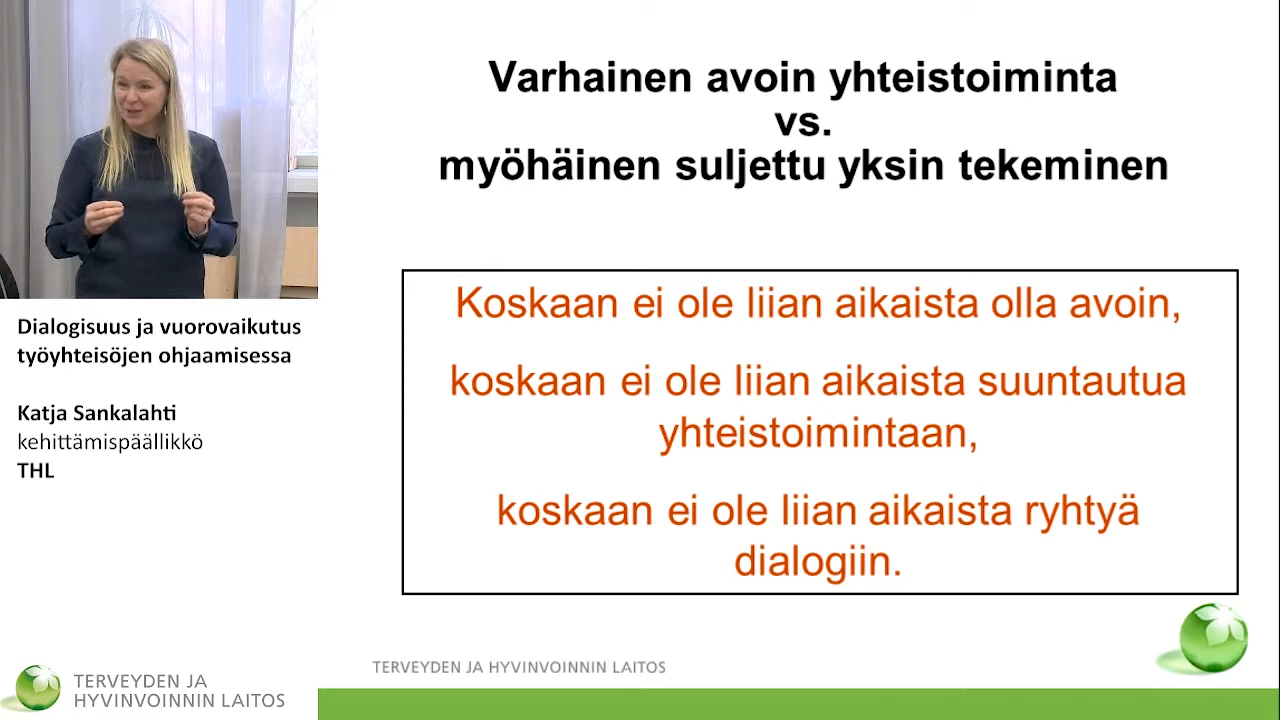 Varhainen avoin yhteistoiminta
vs.
myöhäinen suljettu yksin tekeminen
Koskaan ei ole liian aikaista olla avoin,
koskaan ei ole liian aikaista suuntautua
yhteistoimintaan,
koskaan ei ole liian aikaista ryhtyä
dialogiin.
Dialogisuus ja vuorovaikutus
työyhteisöjen ohjaamisessa
Katja Sankalahti
kehittämispäällikkö
THL
TERVEYDEN JA
HYVINVOINNIN LAITOS
TERVEYDEN JA HYVINVOINNIN LAITOS